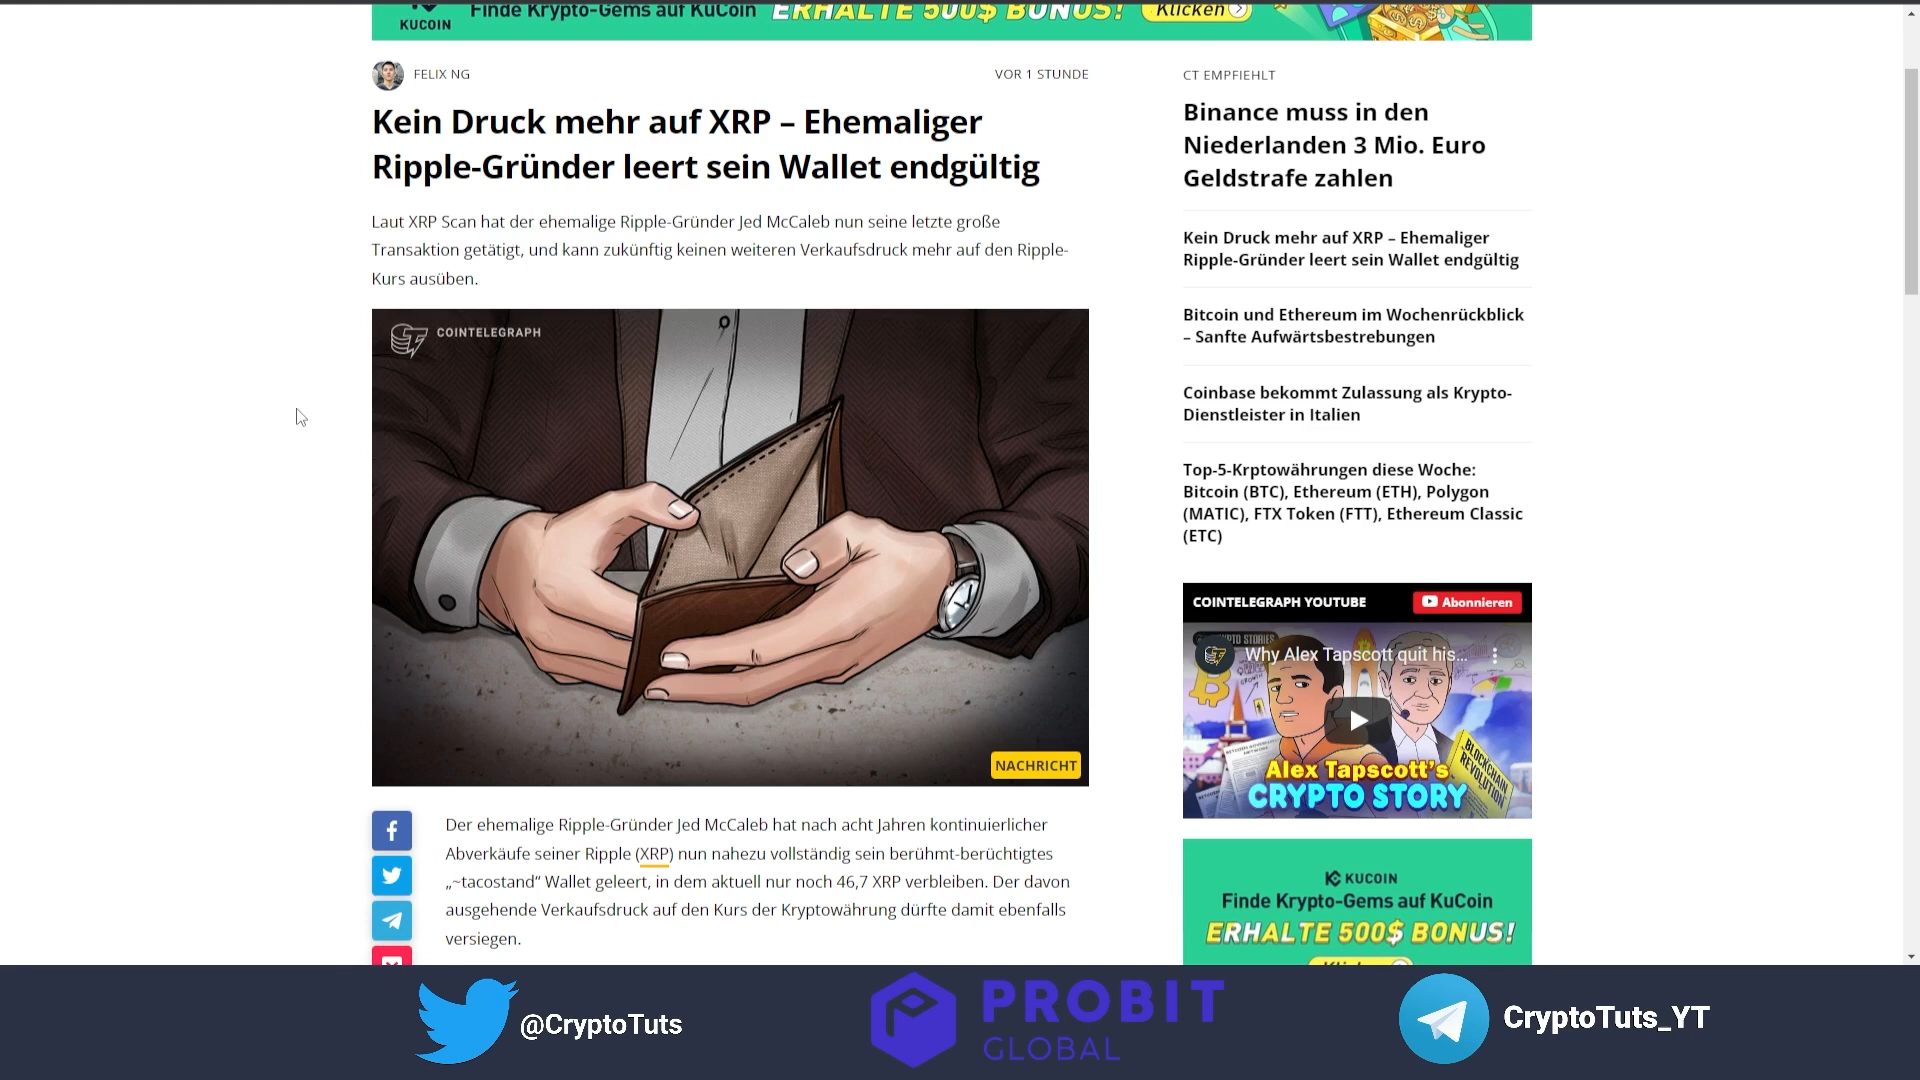 KUCOIN
Finde Krypto-Gems auf KuCoin
ERHALTE 500$ BONUS!
Klicken
FELIX NG
VOR 1 STUNDE
Kein Druck mehr auf XRP – Ehemaliger
Ripple-Gründer leert sein Wallet endgültig
Laut XRP Scan hat der ehemalige Ripple-Gründer Jed McCaleb nun seine letzte große
Transaktion getätigt, und kann zukünftig keinen weiteren Verkaufsdruck mehr auf den Ripple-
Kurs ausüben.
COINTELEGRAPH
NACHRICHT
Der ehemalige Ripple-Gründer Jed McCaleb hat nach acht Jahren kontinuierlicher
Abverkäufe seiner Ripple (XRP) nun nahezu vollständig sein berühmt-berüchtigtes
„~tacostand“ Wallet geleert, in dem aktuell nur noch 46,7 XRP verbleiben. Der davon
ausgehende Verkaufsdruck auf den Kurs der Kryptowährung dürfte damit ebenfalls
versiegen.
CT EMPFIEHLT
Binance muss in den
Niederlanden 3 Mio. Euro
Geldstrafe zahlen
Kein Druck mehr auf XRP – Ehemaliger
Ripple-Gründer leert sein Wallet endgültig
Bitcoin und Ethereum im Wochenrückblick
– Sanfte Aufwärtsbestrebungen
Coinbase bekommt Zulassung als Krypto-
Dienstleister in Italien
Top-5-Krptowährungen diese Woche:
Bitcoin (BTC), Ethereum (ETH), Polygon
(MATIC), FTX Token (FTT), Ethereum Classic
(ETC)
COINTELEGRAPH YOUTUBE
Abonnieren
Why Alex Tapscott quit his...
BLOCKCHAIN
REVOLUTION
Alex Tapscott's
CRYPTO STORY
KUCOIN
Finde Krypto-Gems auf KuCoin
ERHALTE 500$ BONUS!
@CryptoTuts
PROBIT
GLOBAL
CryptoTuts_YT